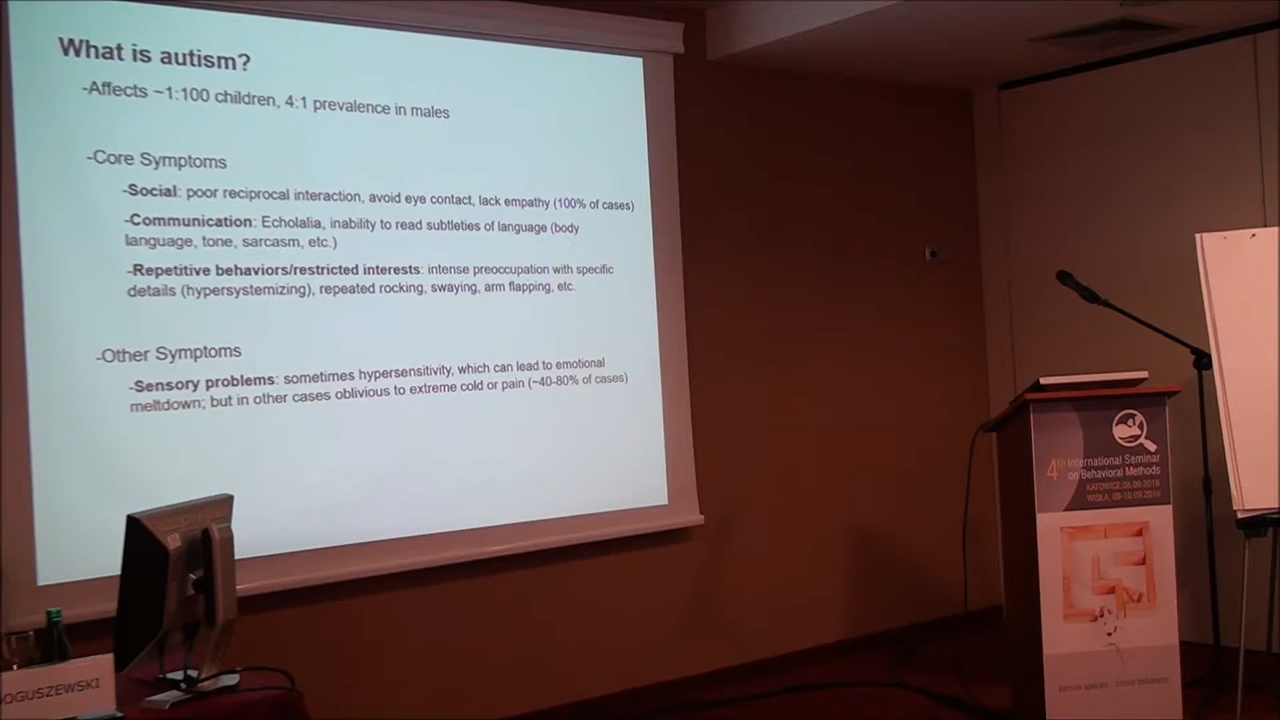 What is autism?
-Affects ~1:100 children, 4:1 prevalence in males
-Core Symptoms
-Social: poor reciprocal interaction, avoid eye contact, lack empathy (100% of cases)
-Communication: Echolalia, inability to read subtleties of language (body
language, tone, sarcasm, etc.)
-Repetitive behaviors/restricted interests: intense preoccupation with specific
details (hypersystemizing), repeated rocking, swaying, arm flapping, etc.
-Other Symptoms
-Sensory problems: sometimes hypersensitivity, which can lead to emotional
meltdown; but in other cases oblivious to extreme cold or pain (~40-80% of cases)
4th International Seminar
on Behavioral Methods
KATOWICE,08.09.2016
WISŁA, 09-10.09.2016
Various species
OGUSZEWSKI